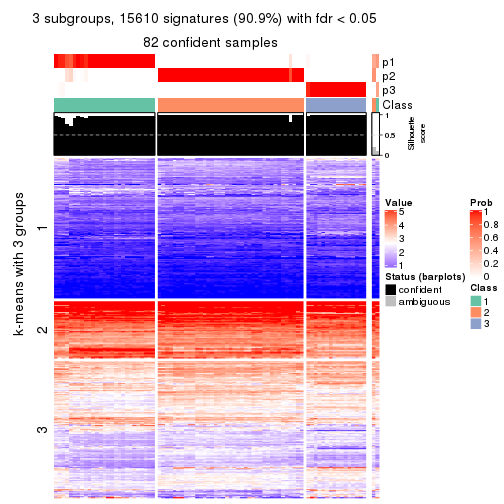 3 subgroups, 15610 signatures (90.9%) with fdr < 0.05
82 confident samples
p1
p2
p3
Class
1
0.5
0
Silhouette
score
k-means with 3 groups
1
2
3
Value
5
4
3
2
1
Status (barplots)
confident
ambiguous
Prob
1
0.8
0.6
0.4
0.2
0
Class
1
2
3